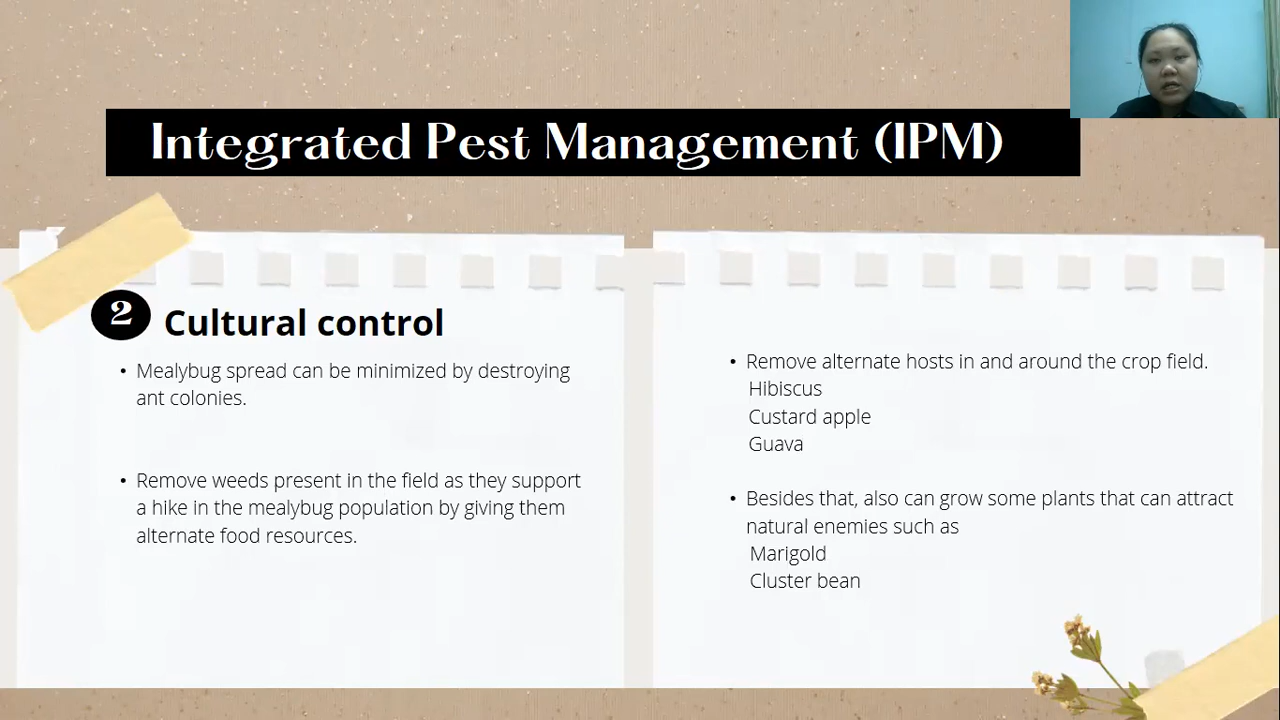 Integrated Pest Management (IPM)
2 Cultural control
• Mealybug spread can be minimized by destroying
ant colonies.
• Remove weeds present in the field as they support
a hike in the mealybug population by giving them
alternate food resources.
• Remove alternate hosts in and around the crop field.
Hibiscus
Custard apple
Guava
• Besides that, also can grow some plants that can attract
natural enemies such as
Marigold
Cluster bean